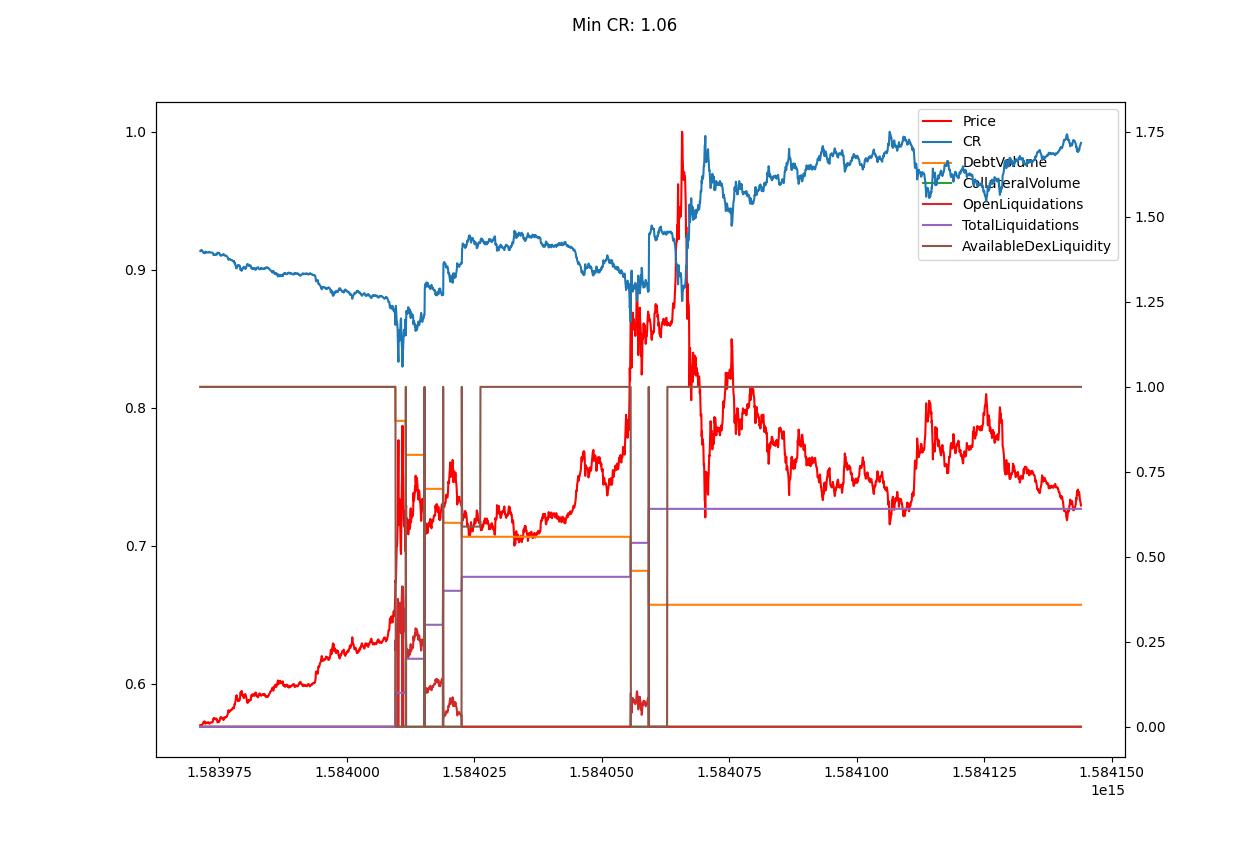 Min CR: 1.06
1.0
0.9
0.8
0.7
0.6
1.75
1.50
1.25
1.00
0.75
0.50
0.25
0.00
Price
CR
DebtVolume
CollateralVolume
OpenLiquidations
TotalLiquidations
AvailableDexLiquidity
1.583975 1.584000 1.584025 1.584050 1.584075 1.584100 1.584125 1.584150
1e15